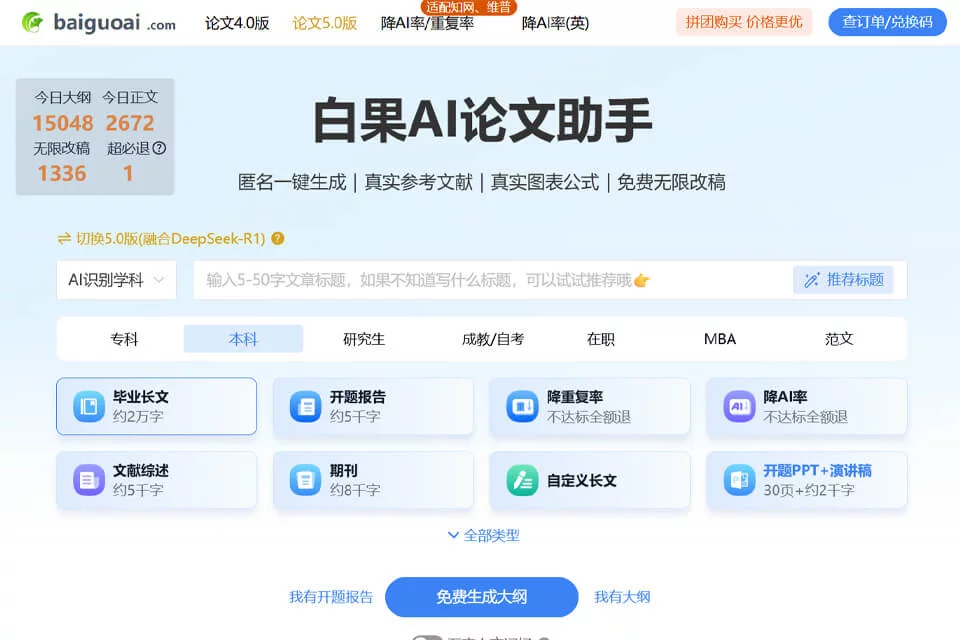 适配知网、维普
baiguoai .com 论文4.0版 论文5.0版 降AI率/重复率 降AI率(英) 拼团购买 价格更优 查订单/兑换码
今日大纲 今日正文
15048 2672
无限改稿 超必退?
1336 1
白果AI论文助手
匿名一键生成 | 真实参考文献 | 真实图表公式 | 免费无限改稿
切换5.0版(融合DeepSeek-R1) ?
AI识别学科 输入5-50字文章标题，如果不知道写什么标题，可以试试推荐哦👉 推荐标题
专科 本科 研究生 成教/自考 在职 MBA 范文
毕业长文 开题报告 降重复率 降AI率
约2万字 约5千字 不达标全额退 不达标全额退
文献综述 期刊 自定义长文 开题PPT+演讲稿
约5千字 约8千字 30页+约2千字
全部类型
我有开题报告 免费生成大纲 我有大纲